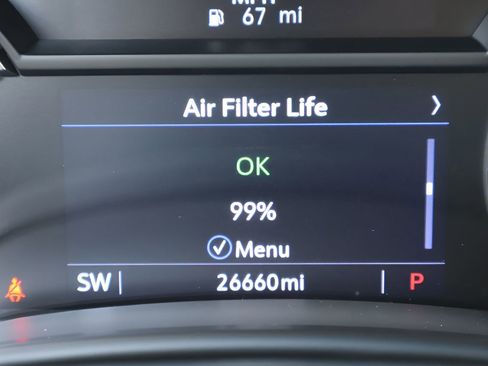 67 mi
Air Filter Life
OK
99%
Menu
SW 26660mi P